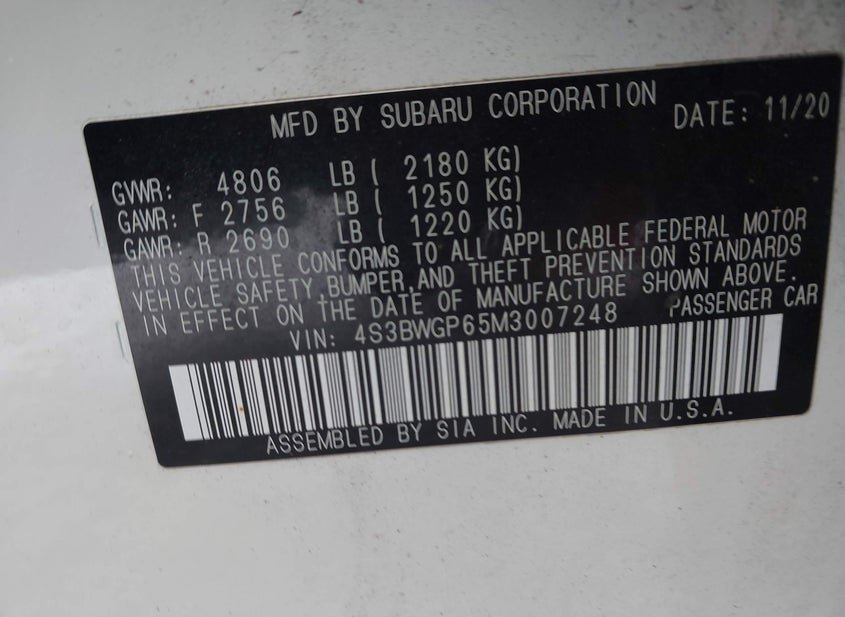 MFD BY SUBARU CORPORATION DATE: 11/20
GVWR: 4806 LB ( 2180 KG)
GAWR: F 2756 LB ( 1250 KG)
GAWR: R 2690 LB ( 1220 KG)
THIS VEHICLE CONFORMS TO ALL APPLICABLE FEDERAL MOTOR
VEHICLE SAFETY,BUMPER,AND THEFT PREVENTION STANDARDS
IN EFFECT ON THE DATE OF MANUFACTURE SHOWN ABOVE.
VIN: 4S3BWGP65M3007248 PASSENGER CAR
ASSEMBLED BY SIA INC. MADE IN U.S.A.